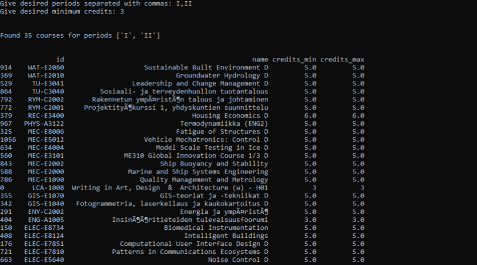 Give desired periods separated with commas: I,II
Give desired minimum credits: 3
Found 35 courses for periods ['I', 'II']
id name credits_min credits_max
914 WAT-E2060 Sustainable Built Environment D 5.0 5.0
369 WAT-E2010 Groundwater Hydrology D 5.0 5.0
529 TU-E3041 Leadership and Change Management D 5.0 5.0
864 TU-C3040 Sosiaali- ja terveydenhuollon tuotantalous 5.0 5.0
792 RYM-C2002 Rakennetun ympÃ¤ristÃ¶n talous ja johtaminen 5.0 5.0
772 RYM-C2001 ProjektityÃ¶kurssi 1, yhdyskuntien suunnittelu 5.0 5.0
379 REC-E3400 Housing Economics D 6.0 6.0
967 PHYS-A3122 Termodynamiikka (ENG2) 5.0 5.0
325 MEC-E8006 Fatigue of Structures D 5.0 5.0
1056 MEC-E5012 Vehicle Mechatronics: Control D 5.0 5.0
634 MEC-E4004 Model Scale Testing in Ice D 5.0 5.0
560 MEC-E3101 ME310 Global Innovation Course 1/3 D 5.0 5.0
843 MEC-E2002 Ship Buoyancy and Stability 5.0 5.0
588 MEC-E2000 Marine and Ship Systems Engineering 5.0 5.0
786 MEC-E1090 Quality Management and Metrology 5.0 5.0
0 LCA-1008 Writing in Art, Design & Architecture (w) - H01 3 3
355 GIS-E1070 GIS-teoriat ja -tekniikat D 5.0 5.0
342 GIS-E1040 Fotogrammetria, laserkeilaus ja kaukokartoitus D 5.0 5.0
291 ENY-C2002 Energia ja ympÃ¤ristÃ¶ 5.0 5.0
404 ENG-A1005 InsinÃ¶Ã¶ritieteiden tulevaisuusfoorumi 3.0 3.0
150 ELEC-E8734 Biomedical Instrumentation 5.0 5.0
408 ELEC-E8124 Intelligent Buildings 5.0 5.0
176 ELEC-E7851 Computational User Interface Design D 5.0 5.0
721 ELEC-E7810 Patterns in Communications Ecosystems D 5.0 5.0
663 ELEC-E5640 Noise Control D 5.0 5.0